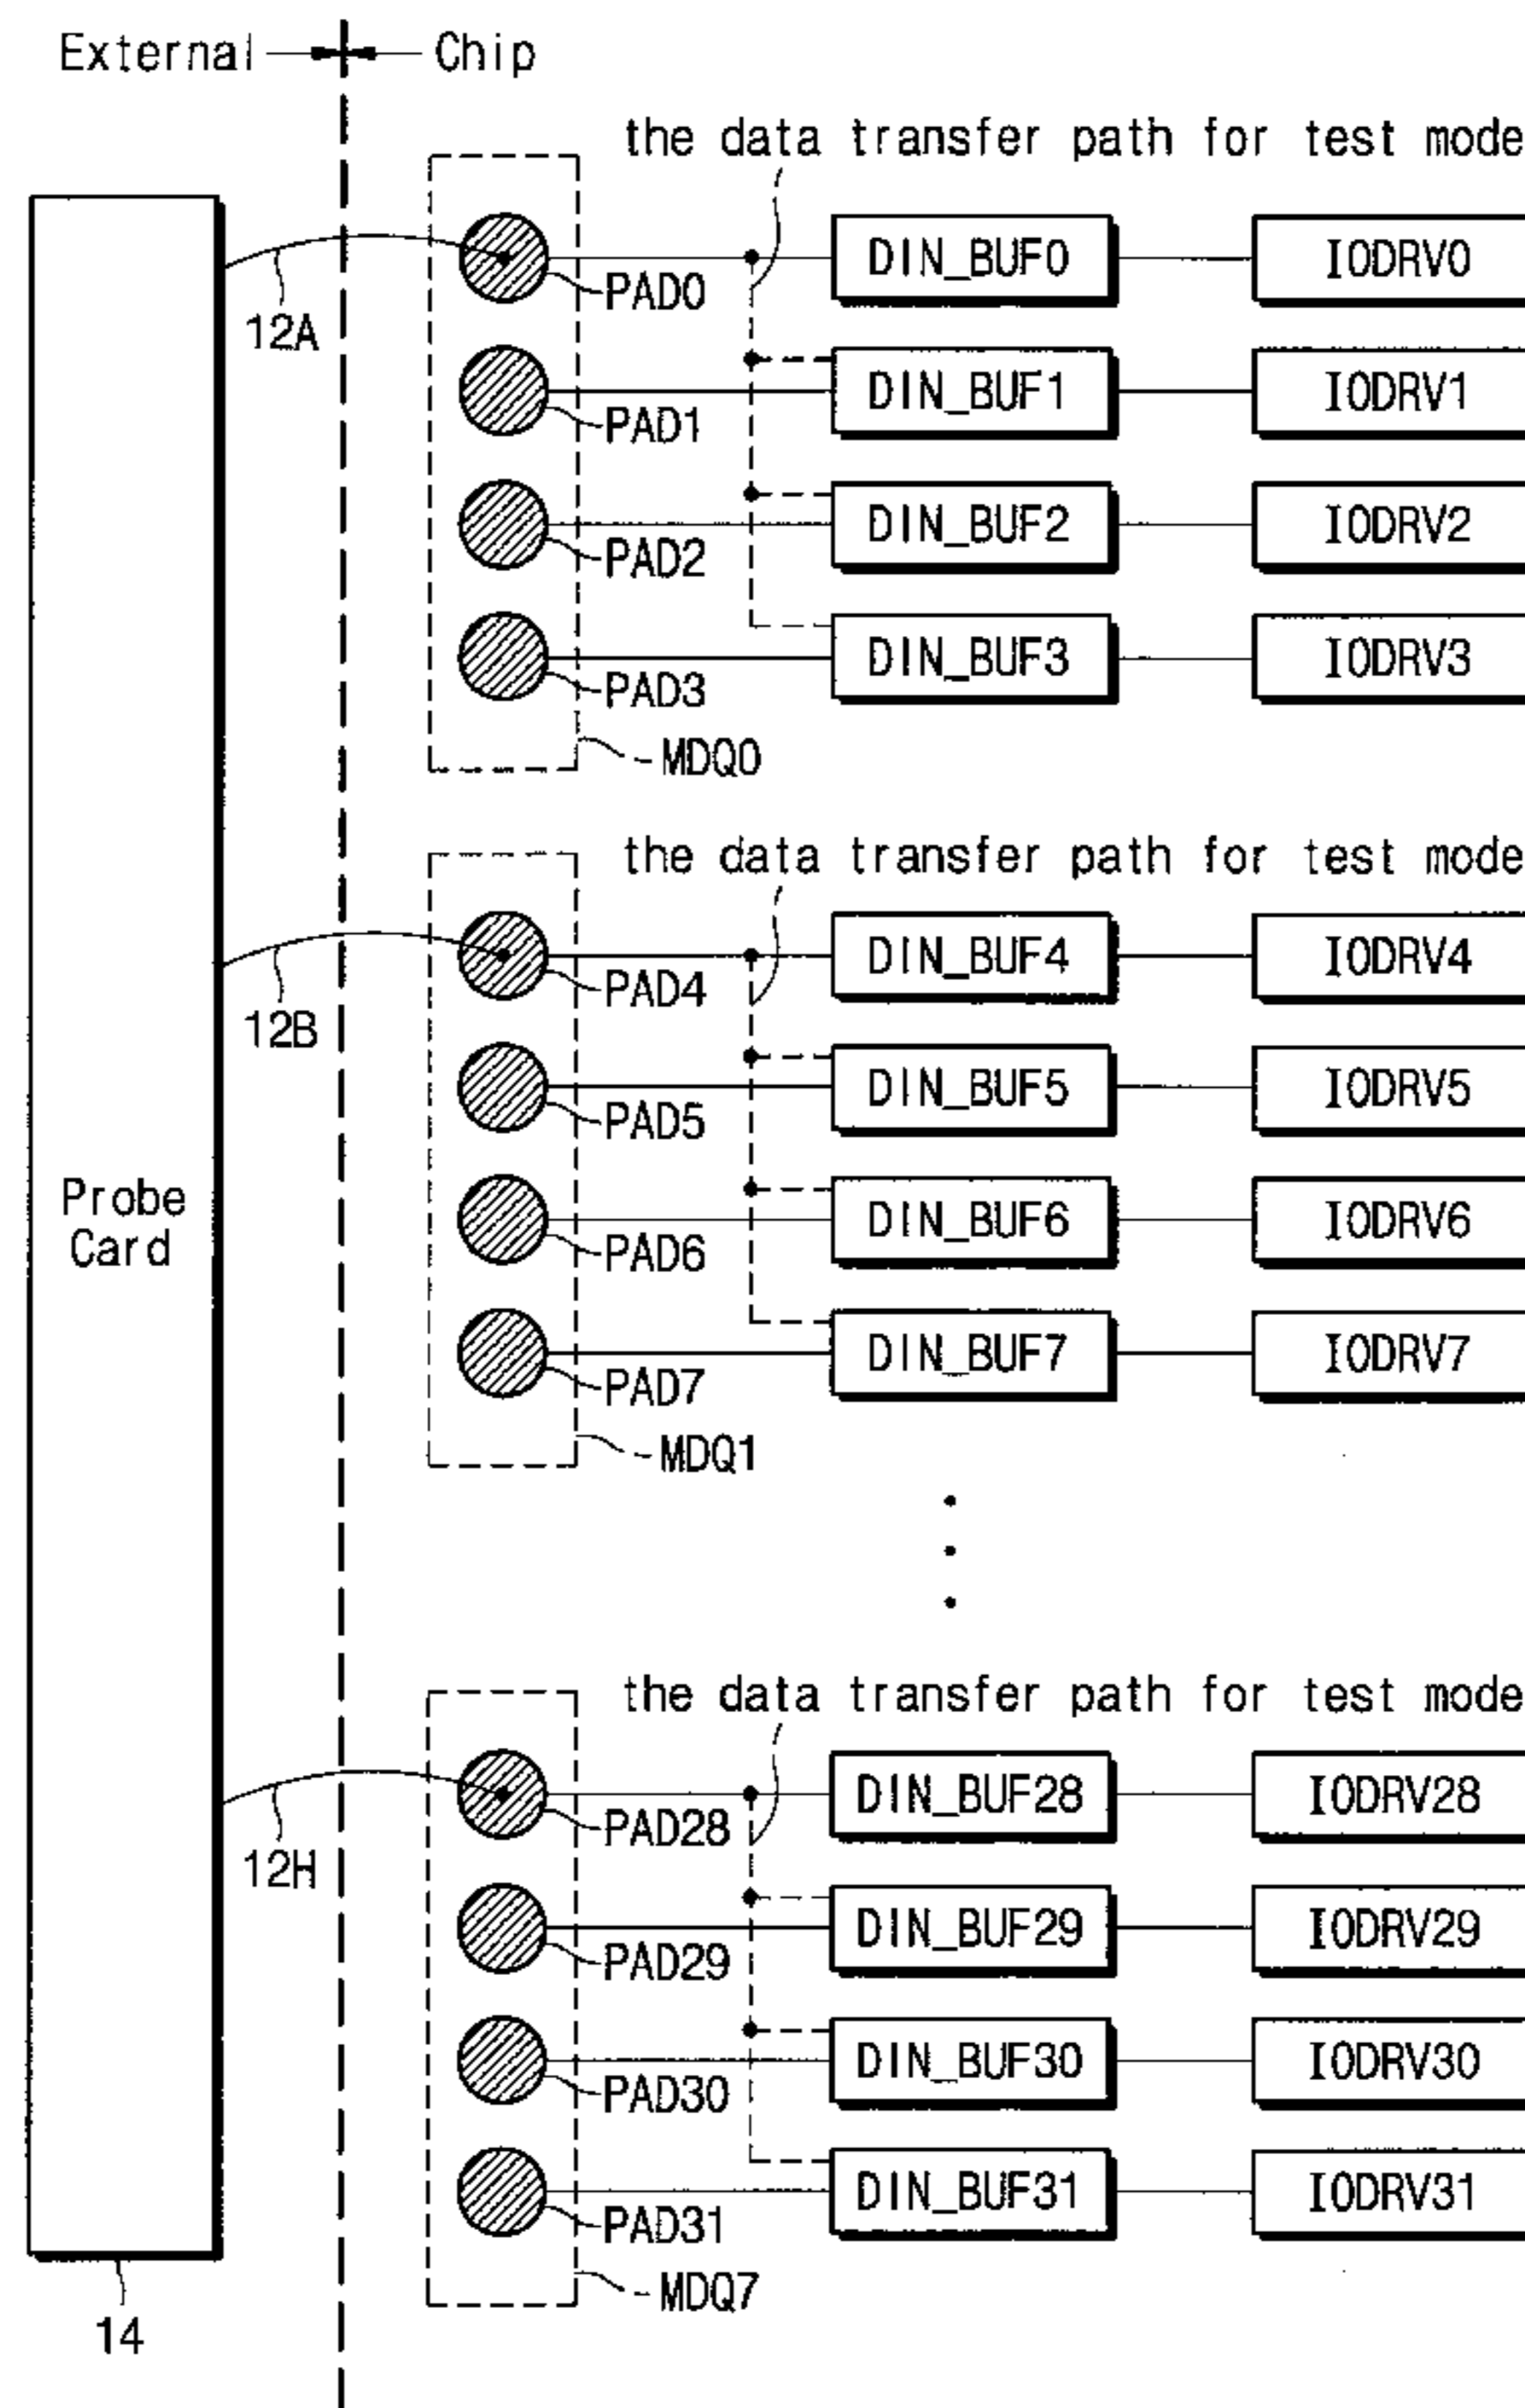 External
Chip
the data transfer path for test mode
DIN_BUF0
IODRV0
PAD0
12A
DIN_BUF1
IODRV1
PAD1
DIN_BUF2
IODRV2
PAD2
DIN_BUF3
IODRV3
PAD3
MDQ0
the data transfer path for test mode
DIN_BUF4
IODRV4
PAD4
12B
DIN_BUF5
IODRV5
PAD5
Probe
Card
DIN_BUF6
IODRV6
PAD6
DIN_BUF7
IODRV7
PAD7
MDQ1
the data transfer path for test mode
DIN_BUF28
IODRV28
PAD28
12H
DIN_BUF29
IODRV29
PAD29
DIN_BUF30
IODRV30
PAD30
DIN_BUF31
IODRV31
PAD31
MDQ7
14